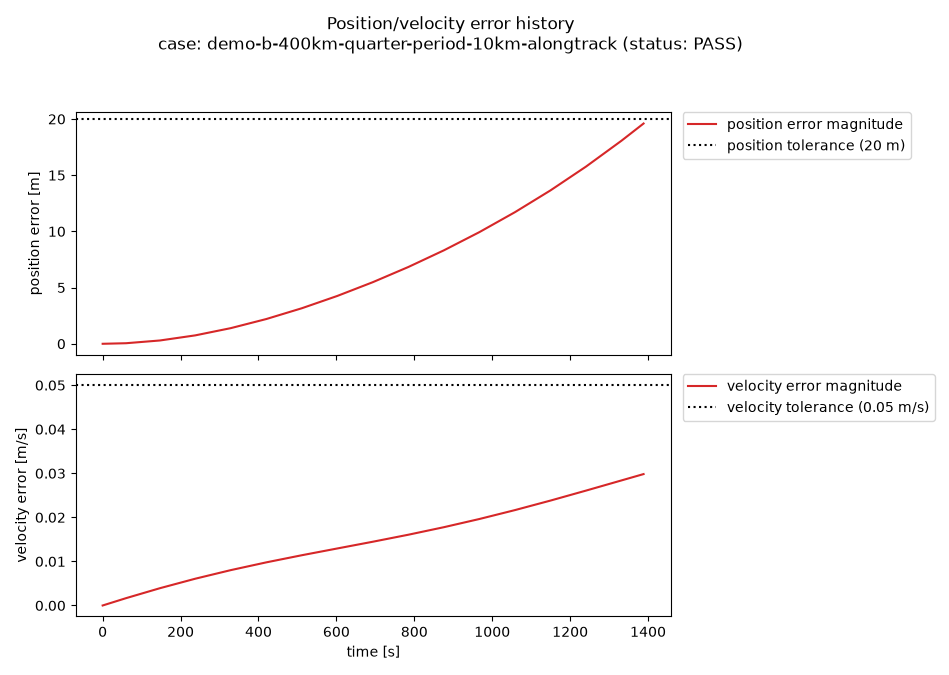 Position/velocity error history
case: demo-b-400km-quarter-period-10km-alongtrack (status: PASS)
20
15
10
5
0
position error [m]
position error magnitude
position tolerance (20 m)
0.05
0.04
0.03
0.02
0.01
0.00
velocity error [m/s]
velocity error magnitude
velocity tolerance (0.05 m/s)
0 200 400 600 800 1000 1200 1400
time [s]